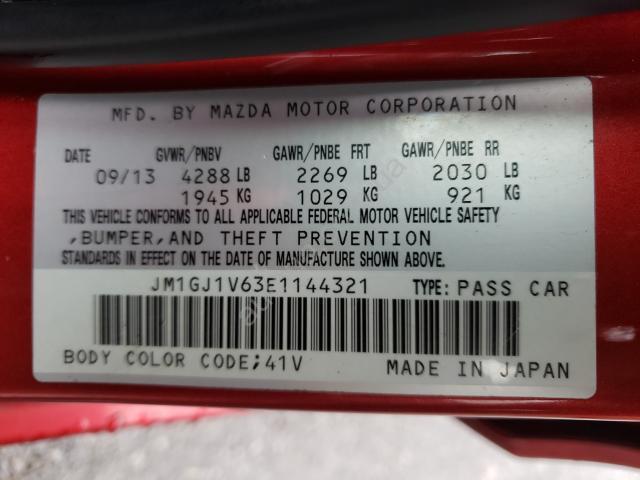 MFD. BY MAZDA MOTOR CORPORATION
DATE GVWR/PNBV GAWR/PNBE FRT GAWR/PNBE RR
09/13 4288 LB 2269 LB 2030 LB
1945 KG 1029 KG 921 KG
THIS VEHICLE CONFORMS TO ALL APPLICABLE FEDERAL MOTOR VEHICLE SAFETY
,BUMPER,AND THEFT PREVENTION
STANDARDS IN EFFECT ON THE DATE OF MANUFACTURE SHOWN ABOVE.
JM1GJ1V63E1144321 TYPE: PASS CAR
BODY COLOR CODE;41V MADE IN JAPAN